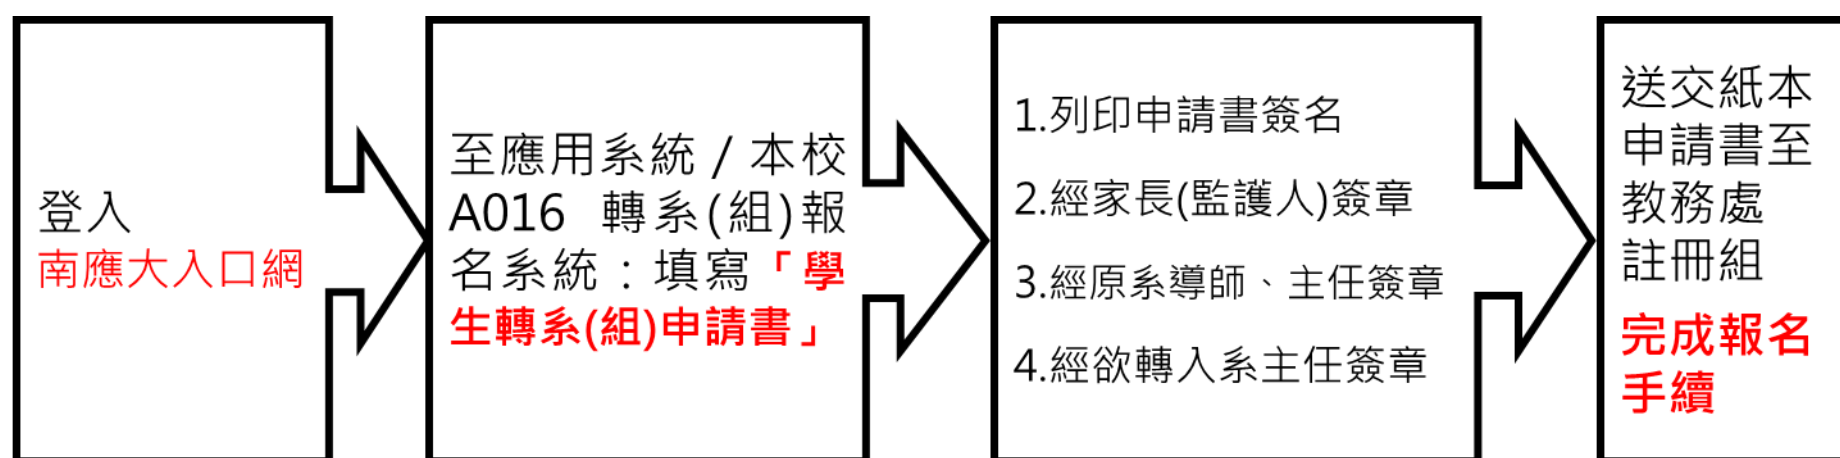 登入
南應大入口網
至應用系統/本校
A016 轉系(組)報
名系統：填寫「學
生轉系(組)申請書」
1.列印申請書簽名
2.經家長(監護人)簽章
3.經原系導師、主任簽章
4.經欲轉入系主任簽章
送交紙本
申請書至
教務處
註冊組
完成報名
手續